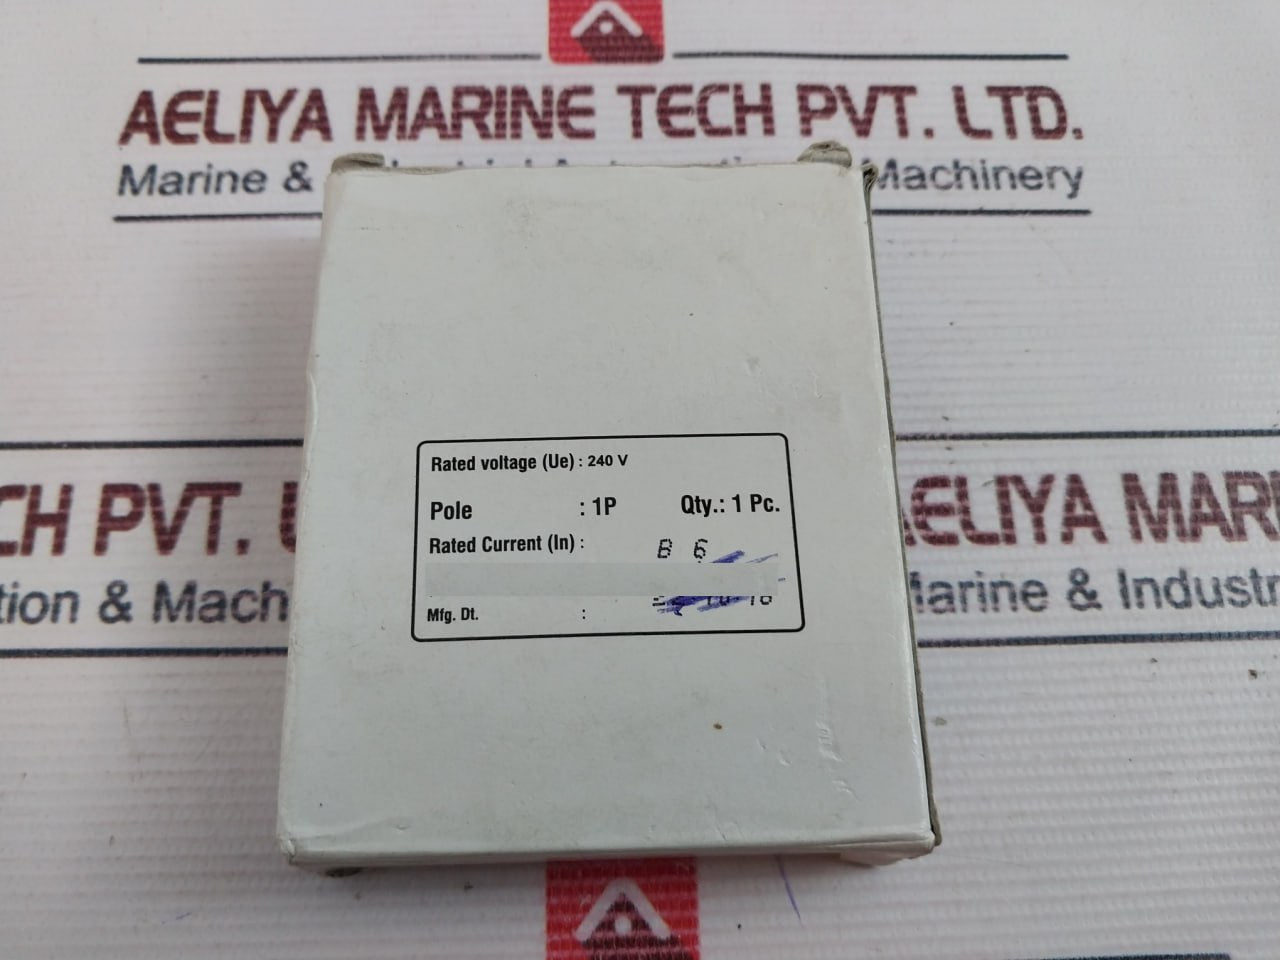 AELIYA MARINE TECH PVT. LTD.
Marine & Machinery
Rated voltage (Ue) : 240 V
Pole : 1P Qty.: 1 Pc.
Rated Current (In) : B 6
Mfg. Dt. :
CH PVT.
AELIYA MARI
tion & Mach
Marine & Industr